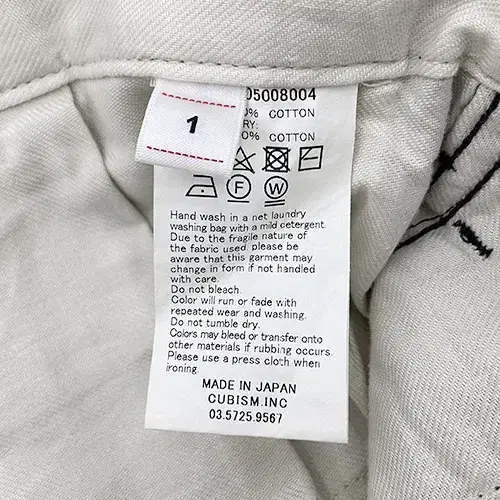 1
05008004
0% COTTON
RY:
0% COTTON
F
W
Hand wash in a net laundry
washing bag with a mild detergent.
Due to the fragile nature of
the fabric used, please be
aware that this garment may
change in form if not handled
with care.
Do not bleach.
Color will run or fade with
repeated wear and washing.
Do not tumble dry.
Colors may bleed or transfer onto
other materials if rubbing occurs.
Please use a press cloth when
ironing.
MADE IN JAPAN
CUBISM.INC
03.5725.9567